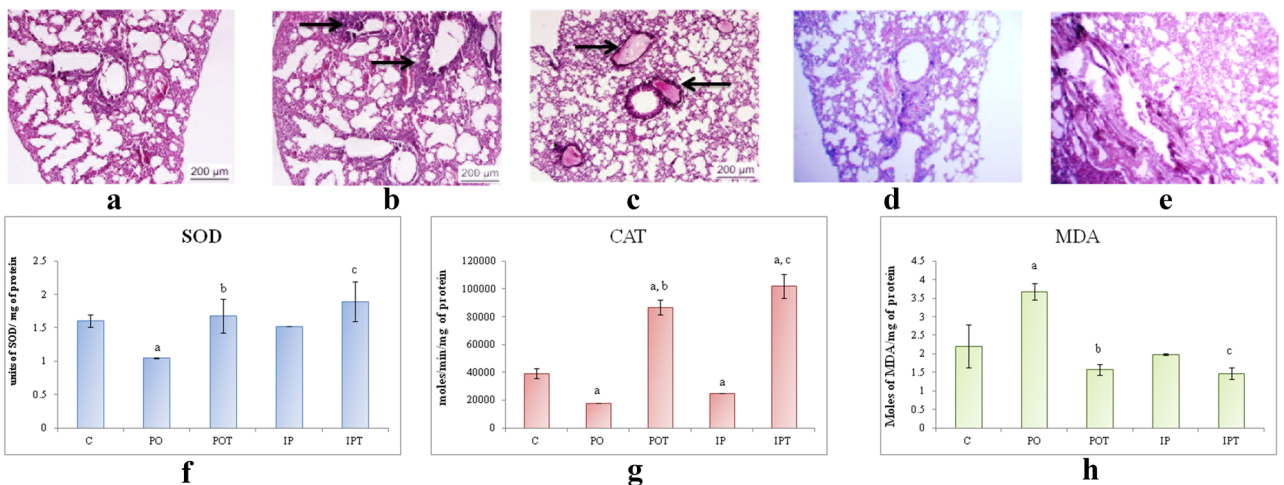 200 μm
200 μm
200 μm
a
b
c
d
e
SOD
units of SOD/ mg of protein
2.5
2
1.5
1
0.5
0
a
b
c
C PO POT IP IPT
f
CAT
moles/min/mg of protein
120000
100000
80000
60000
40000
20000
0
a
a, b
a
a, c
C PO POT IP IPT
g
MDA
Moles of MDA/mg of protein
4.5
4
3.5
3
2.5
2
1.5
1
0.5
0
a
b
c
C PO POT IP IPT
h